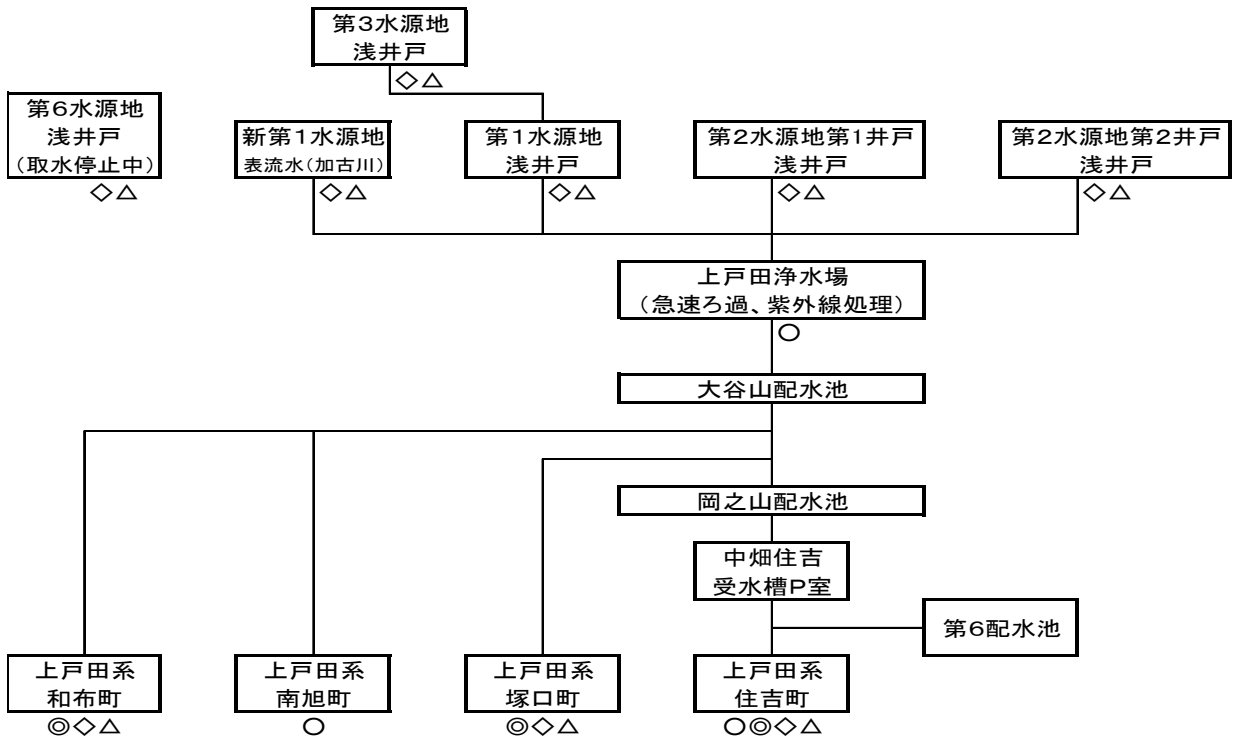 第3水源地
浅井戸
◇△
第6水源地
浅井戸
（取水停止中）
◇△
新第1水源地
表流水（加古川）
◇△
第1水源地
浅井戸
◇△
第2水源地第1井戸
浅井戸
◇△
第2水源地第2井戸
浅井戸
◇△
上戸田浄水場
（急速ろ過、紫外線処理）
○
大谷山配水池
岡之山配水池
中畑住吉
受水槽P室
第6配水池
上戸田系
和布町
◎◇△
上戸田系
南旭町
○
上戸田系
塚口町
◎◇△
上戸田系
住吉町
○◎◇△